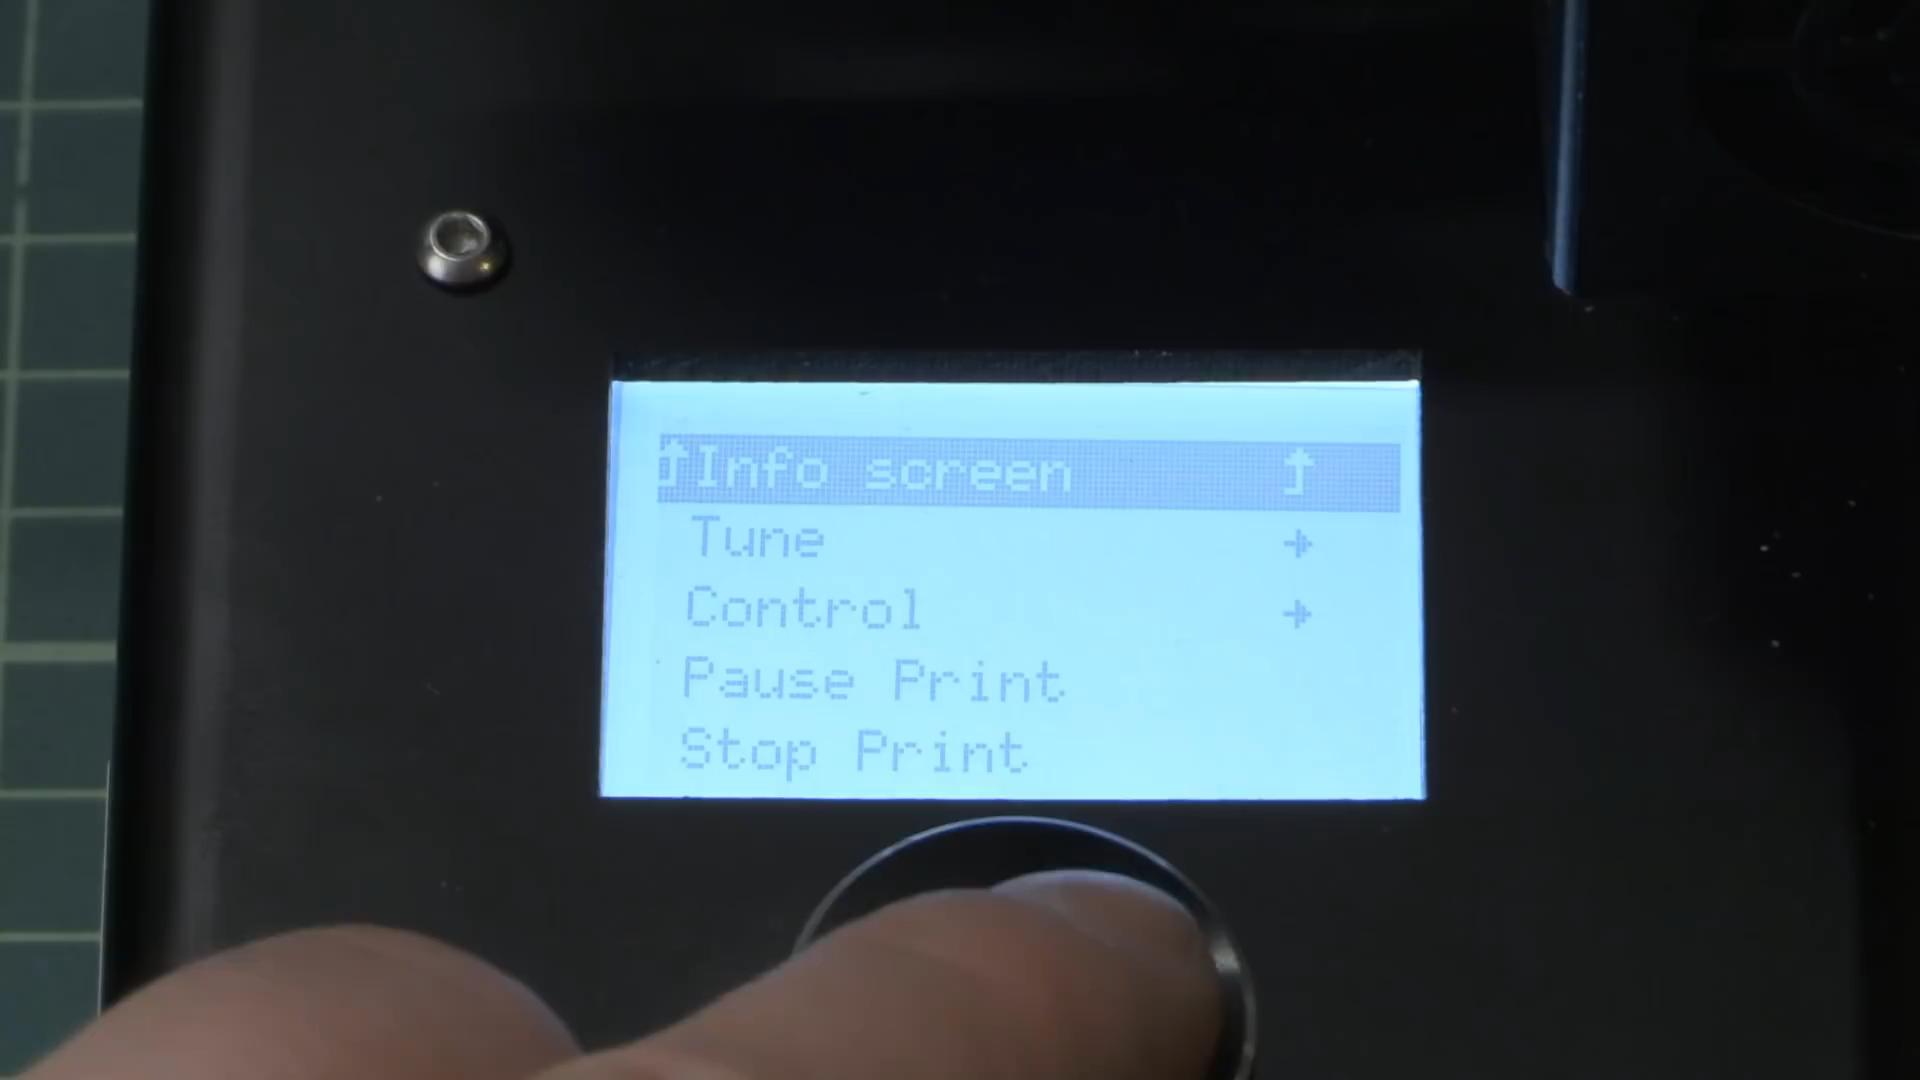 Info screen
Tune
Control
Pause Print
Stop Print